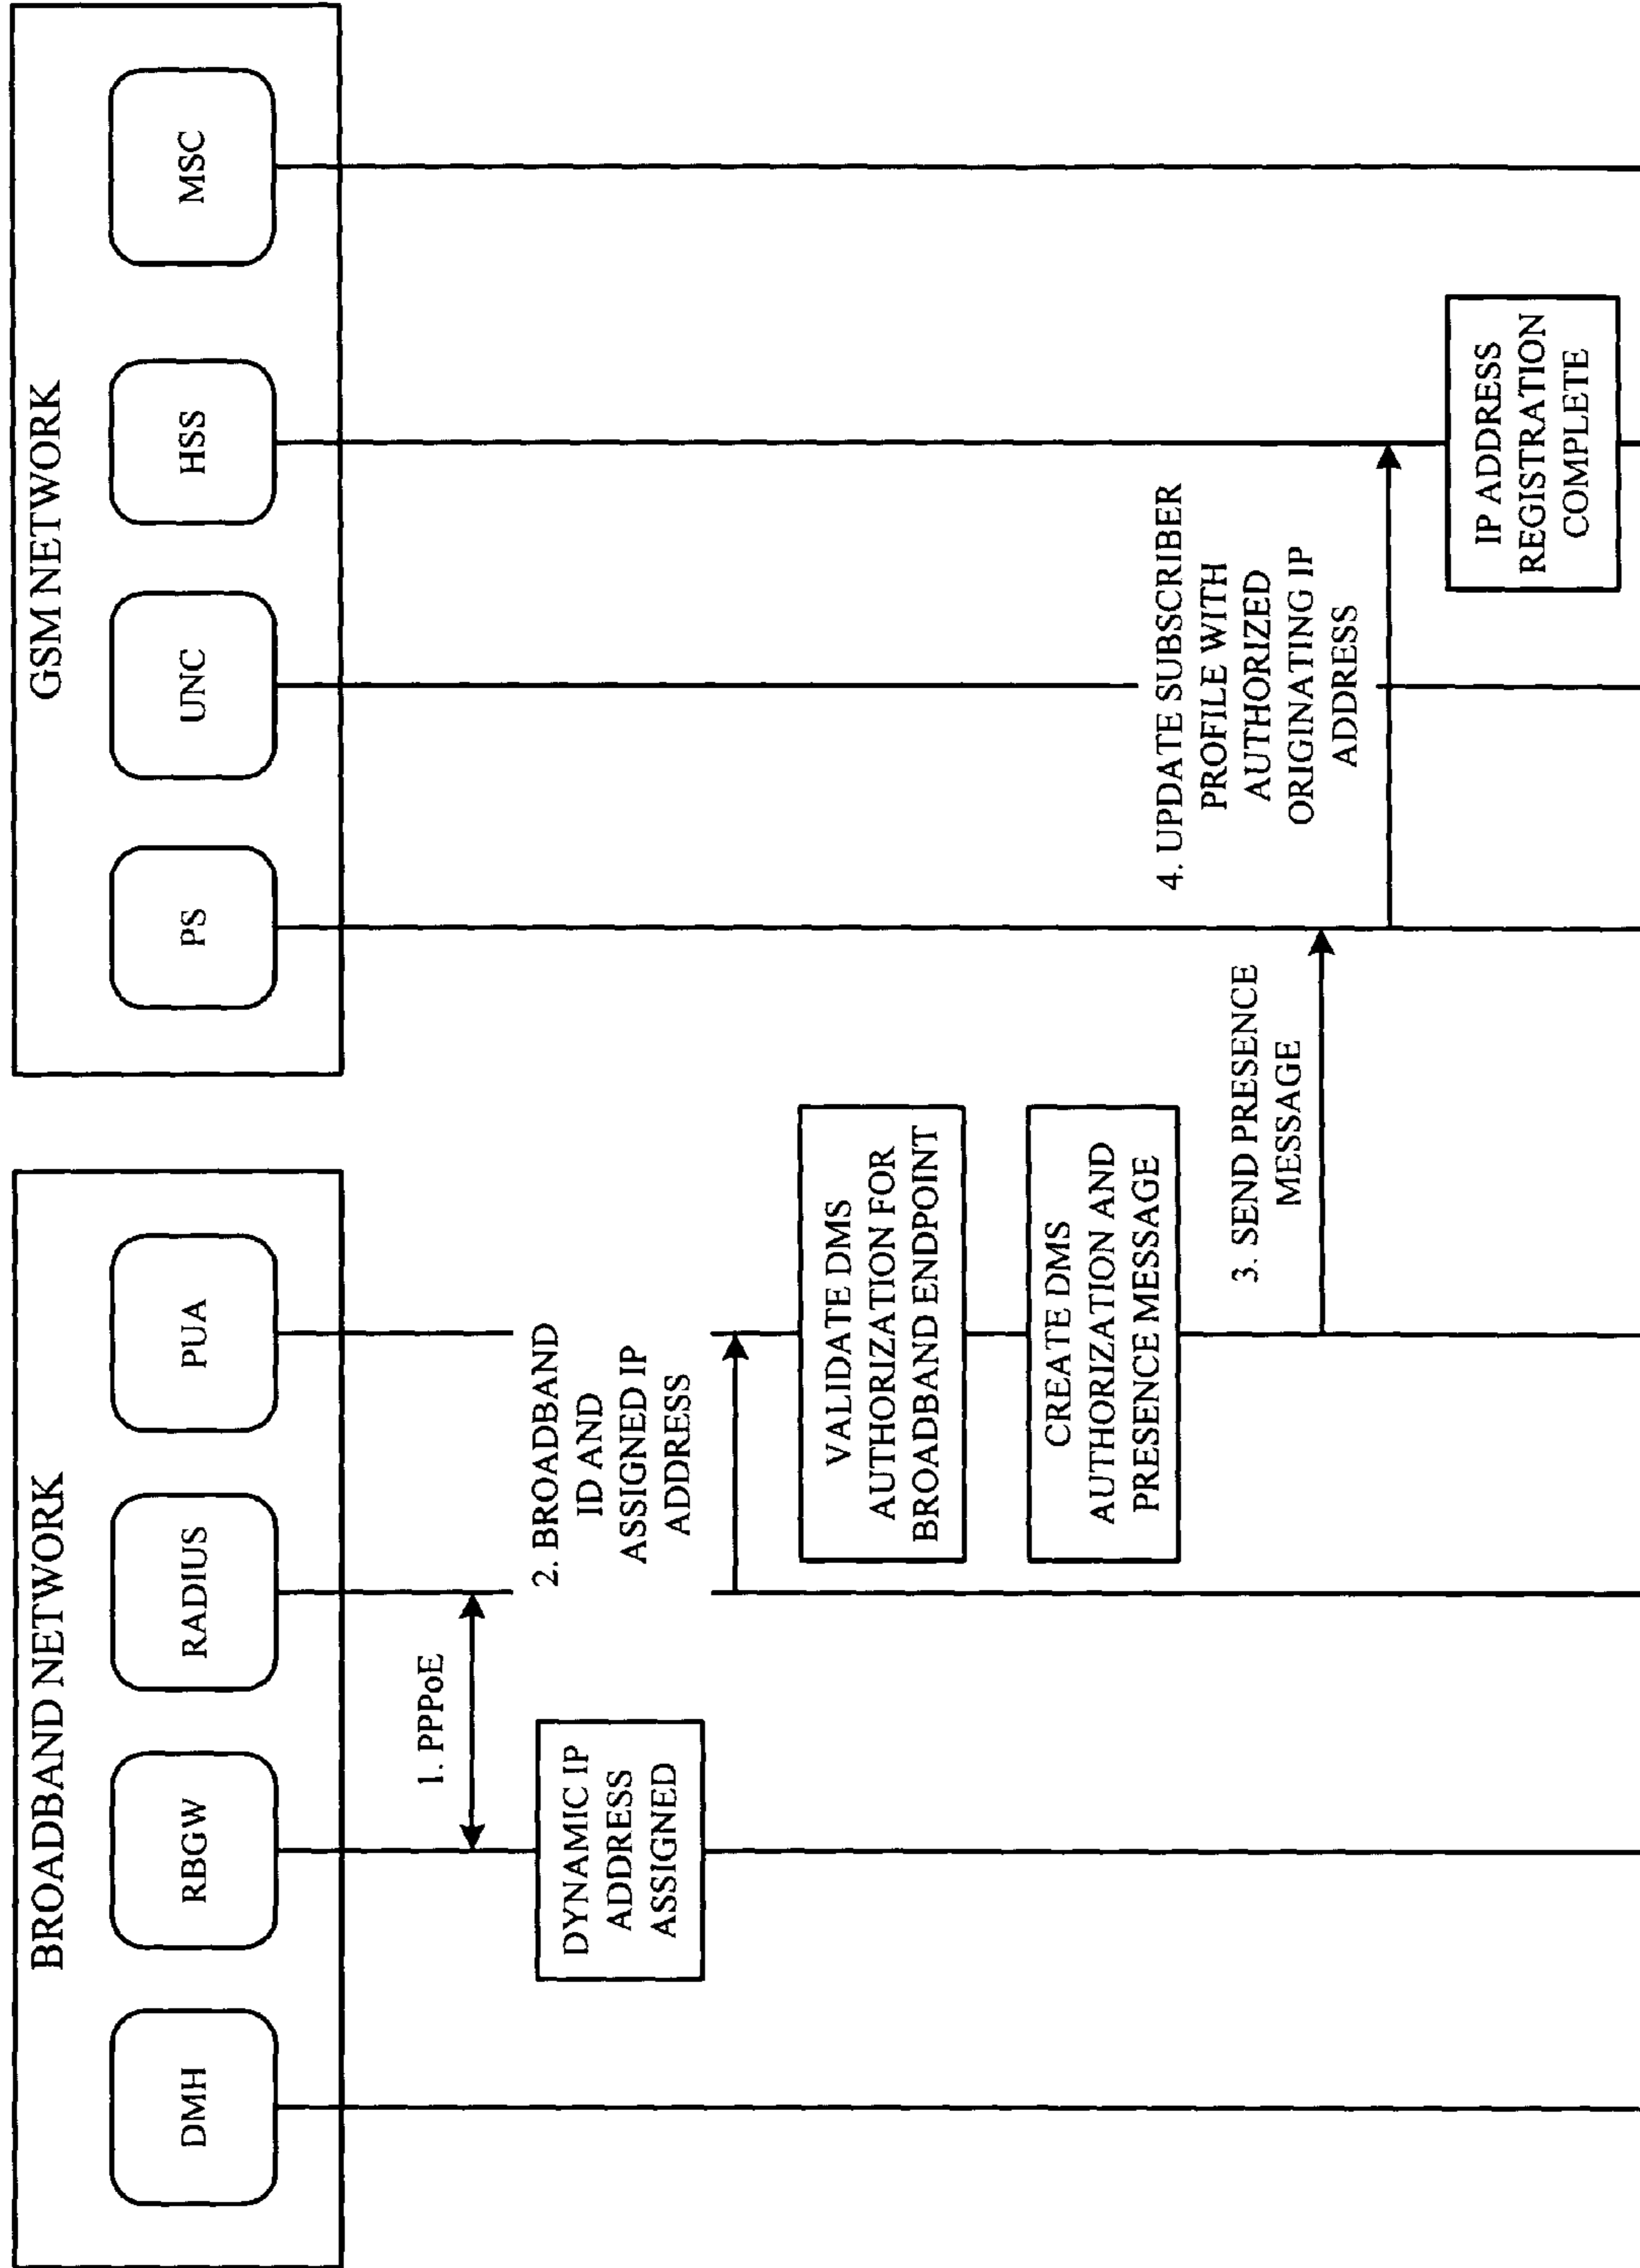 BROADBAND NETWORK
DMH
RBGW
RADIUS
PUA
GSM NETWORK
PS
UNC
HSS
MSC
1. PPPoE
DYNAMIC IP
ADDRESS
ASSIGNED
2. BROADBAND
ID AND
ASSIGNED IP
ADDRESS
VALIDATE DMS
AUTHORIZATION FOR
BROADBAND ENDPOINT
CREATE DMS
AUTHORIZATION AND
PRESENCE MESSAGE
3. SEND PRESENCE
MESSAGE
4. UPDATE SUBSCRIBER
PROFILE WITH
AUTHORIZED
ORIGINATING IP
ADDRESS
IP ADDRESS
REGISTRATION
COMPLETE